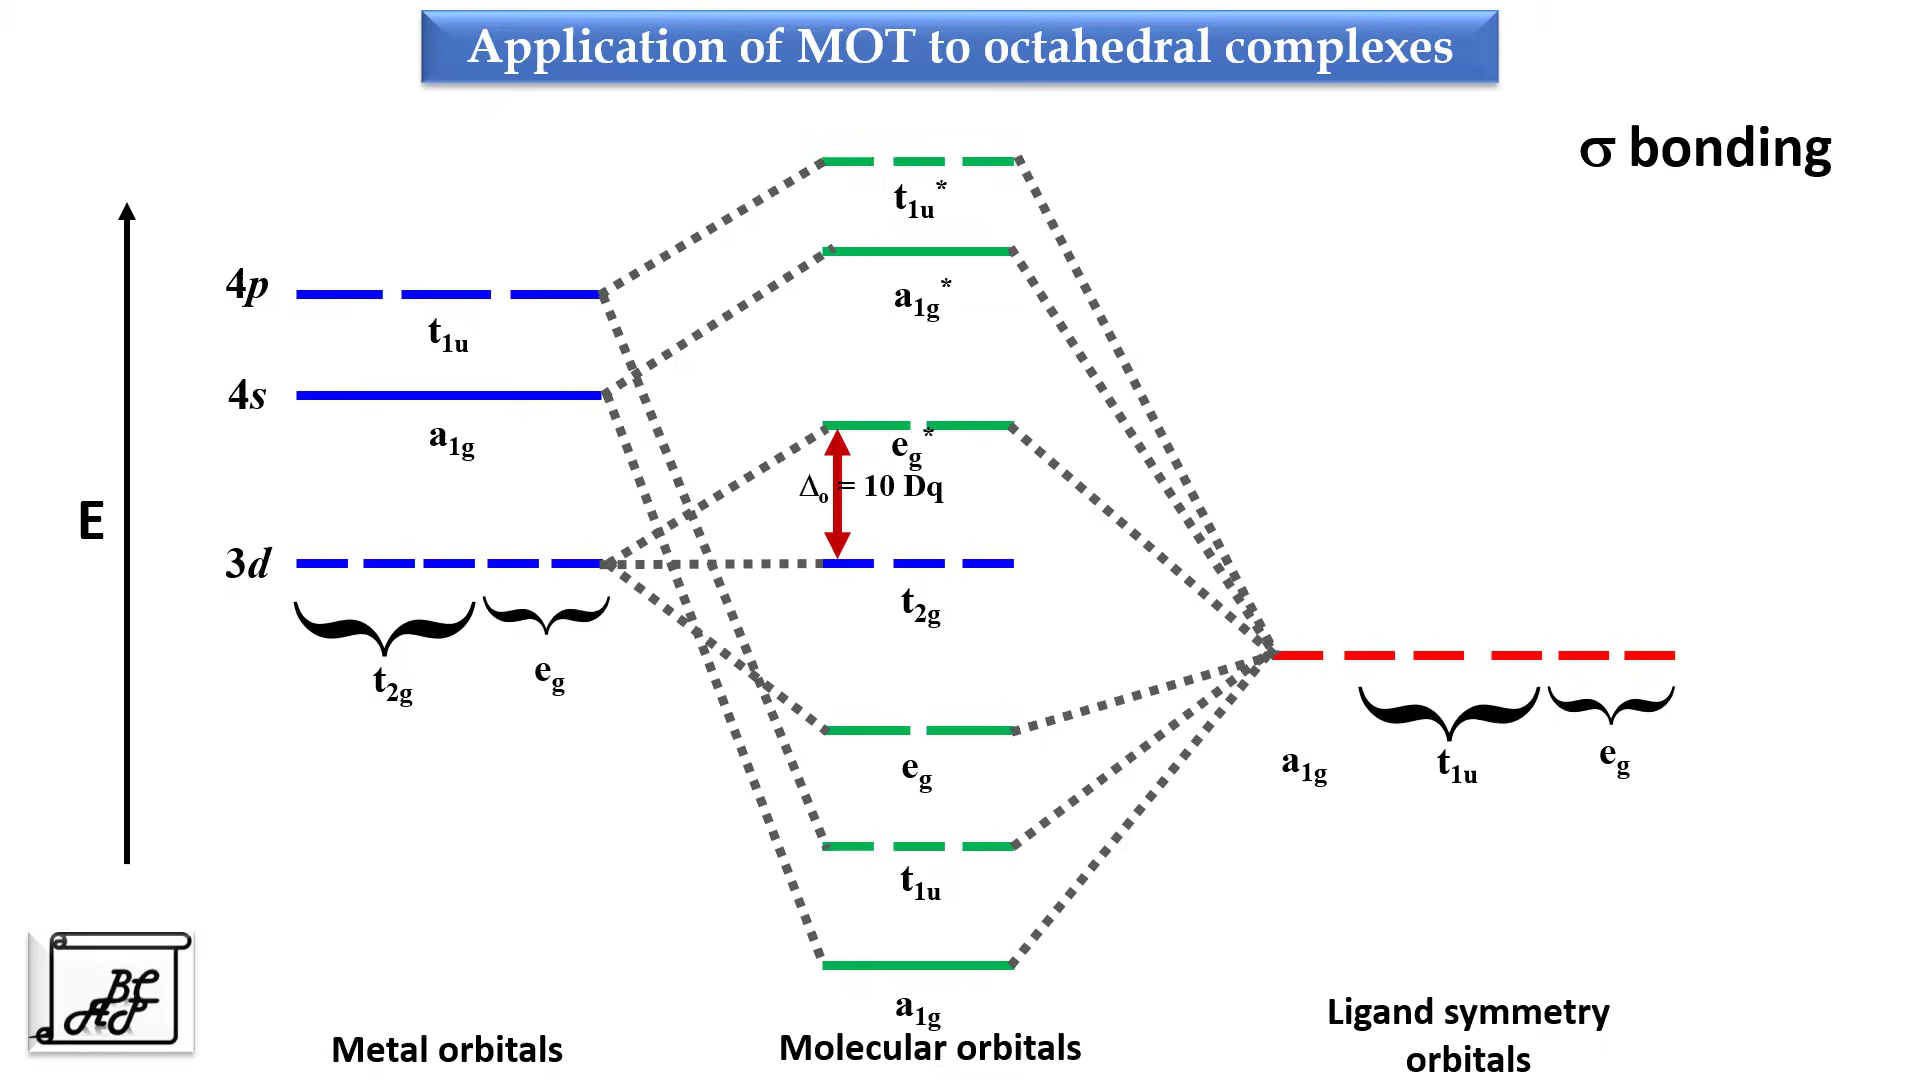 Application of MOT to octahedral complexes
σ bonding
t₁ᵤ*
4p
t₁ᵤ
a₁g*
4s
a₁g
eg*
Δₒ = 10 Dq
E
3d
t₂g
t₂g
eg
eg
a₁g
t₁ᵤ
eg
t₁ᵤ
a₁g
Metal orbitals
Molecular orbitals
Ligand symmetry
orbitals